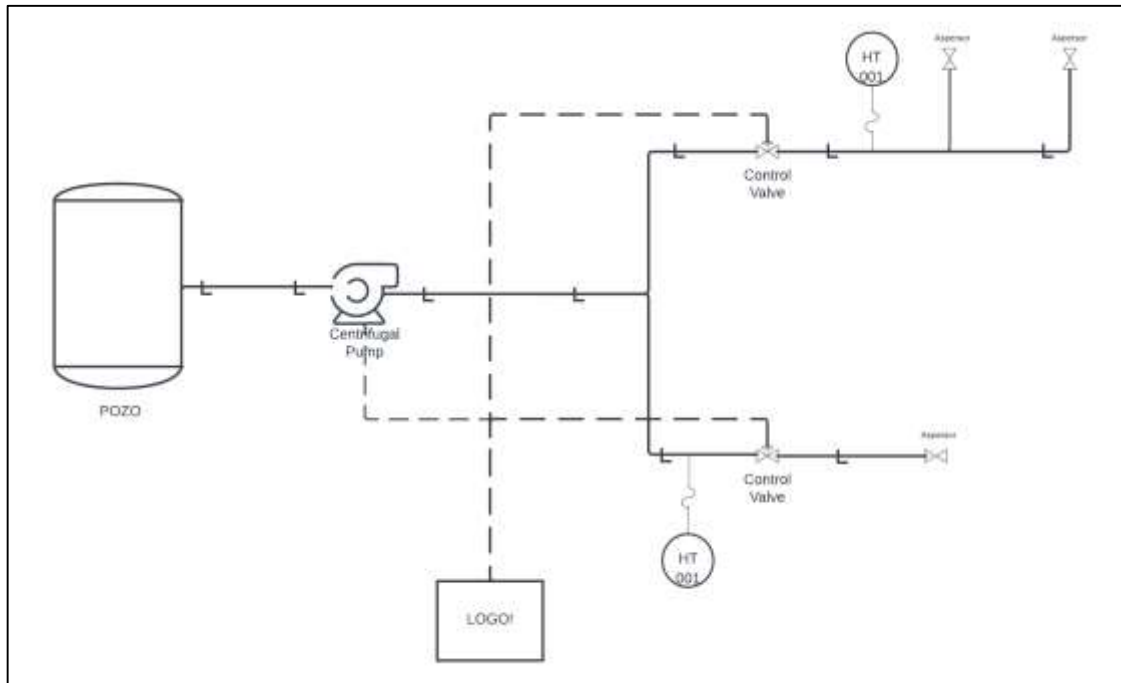 Aspersor
Aspersor
HT
001
Control
Valve
Centrifugal
Pump
POZO
Aspersor
Control
Valve
HT
001
LOGO!